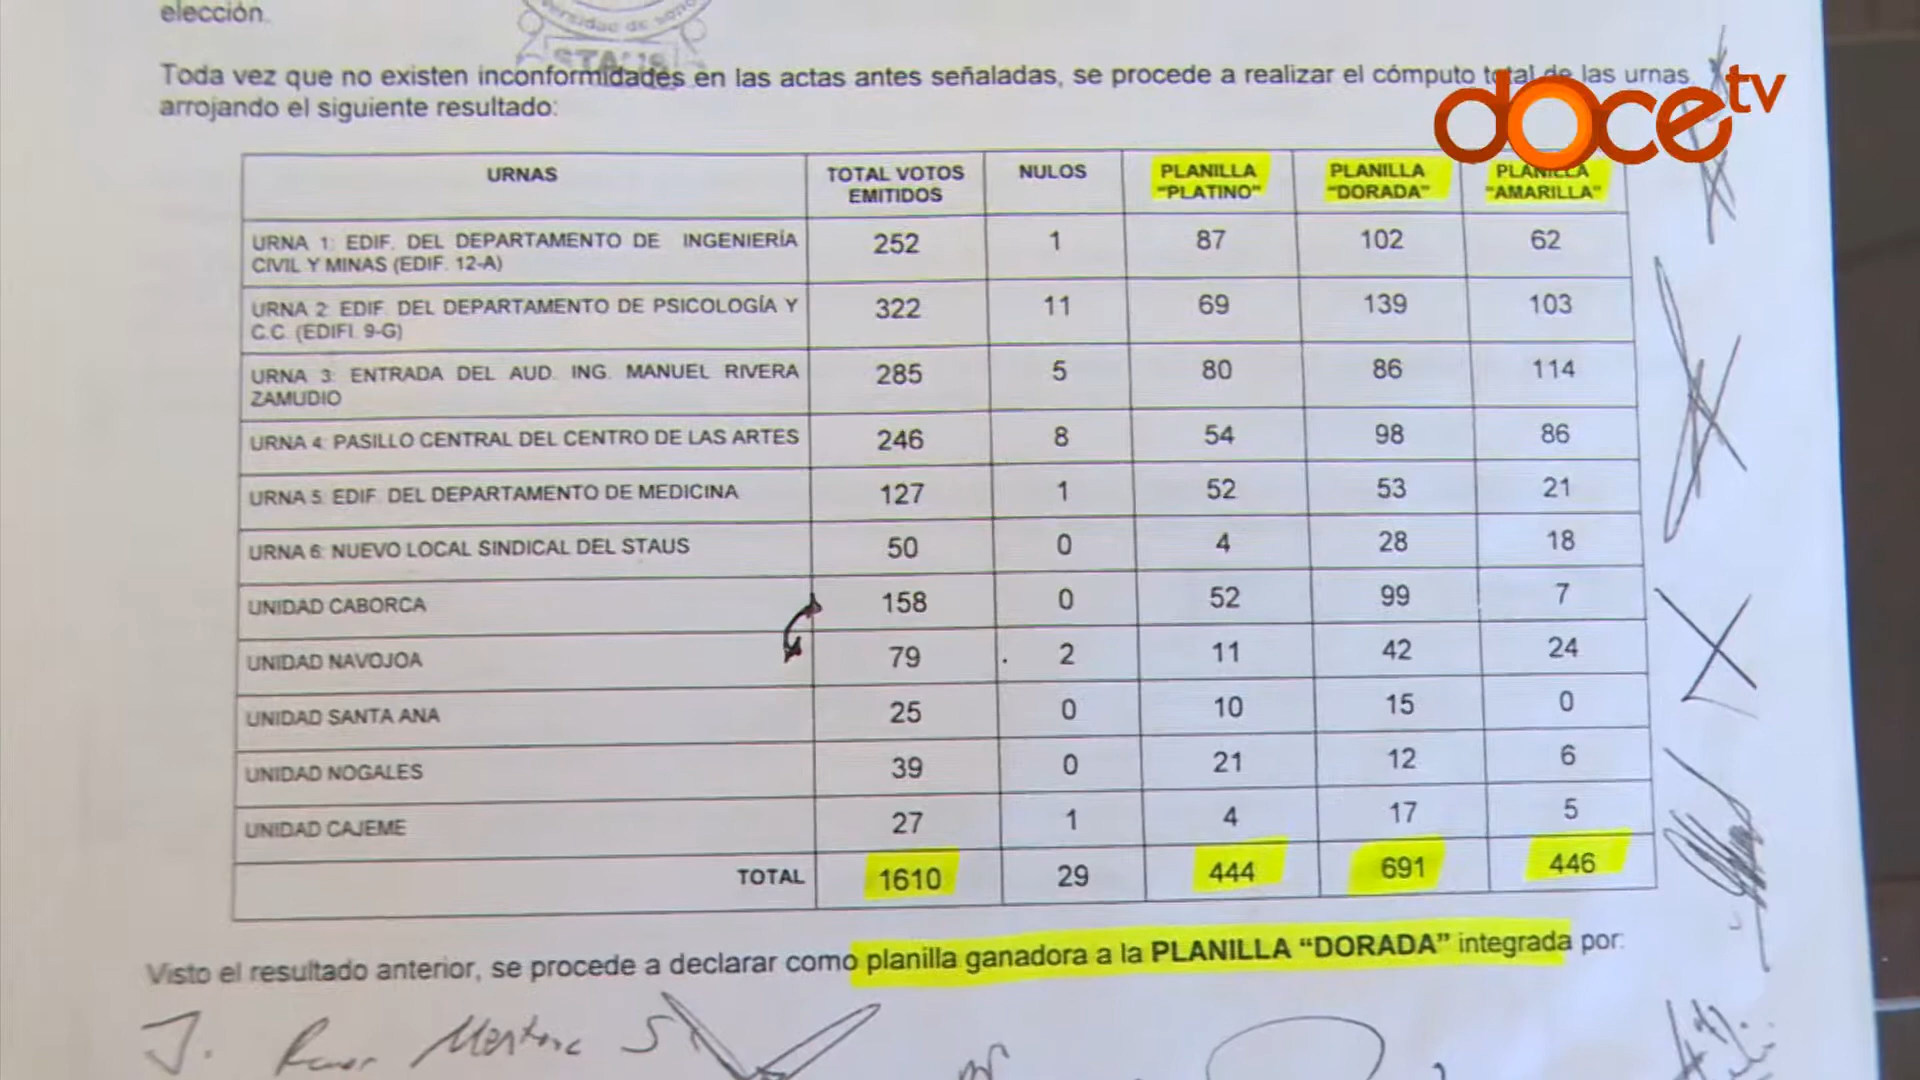 elección.
STAUS
Toda vez que no existen inconformidades en las actas antes señaladas, se procede a realizar el cómputo total de las urnas
arrojando el siguiente resultado:
doce tv
URNAS TOTAL VOTOS EMITIDOS NULOS PLANILLA "PLATINO" PLANILLA "DORADA" PLANILLA "AMARILLA"
URNA 1: EDIF. DEL DEPARTAMENTO DE INGENIERÍA
CIVIL Y MINAS (EDIF. 12-A) 252 1 87 102 62
URNA 2: EDIF. DEL DEPARTAMENTO DE PSICOLOGÍA Y
C.C. (EDIFI. 9-G) 322 11 69 139 103
URNA 3: ENTRADA DEL AUD. ING. MANUEL RIVERA
ZAMUDIO 285 5 80 86 114
URNA 4: PASILLO CENTRAL DEL CENTRO DE LAS ARTES 246 8 54 98 86
URNA 5: EDIF. DEL DEPARTAMENTO DE MEDICINA 127 1 52 53 21
URNA 6: NUEVO LOCAL SINDICAL DEL STAUS 50 0 4 28 18
UNIDAD CABORCA 158 0 52 99 7
UNIDAD NAVOJOA 79 2 11 42 24
UNIDAD SANTA ANA 25 0 10 15 0
UNIDAD NOGALES 39 0 21 12 6
UNIDAD CAJEME 27 1 4 17 5
TOTAL 1610 29 444 691 446
Visto el resultado anterior, se procede a declarar como planilla ganadora a la PLANILLA "DORADA" integrada por: